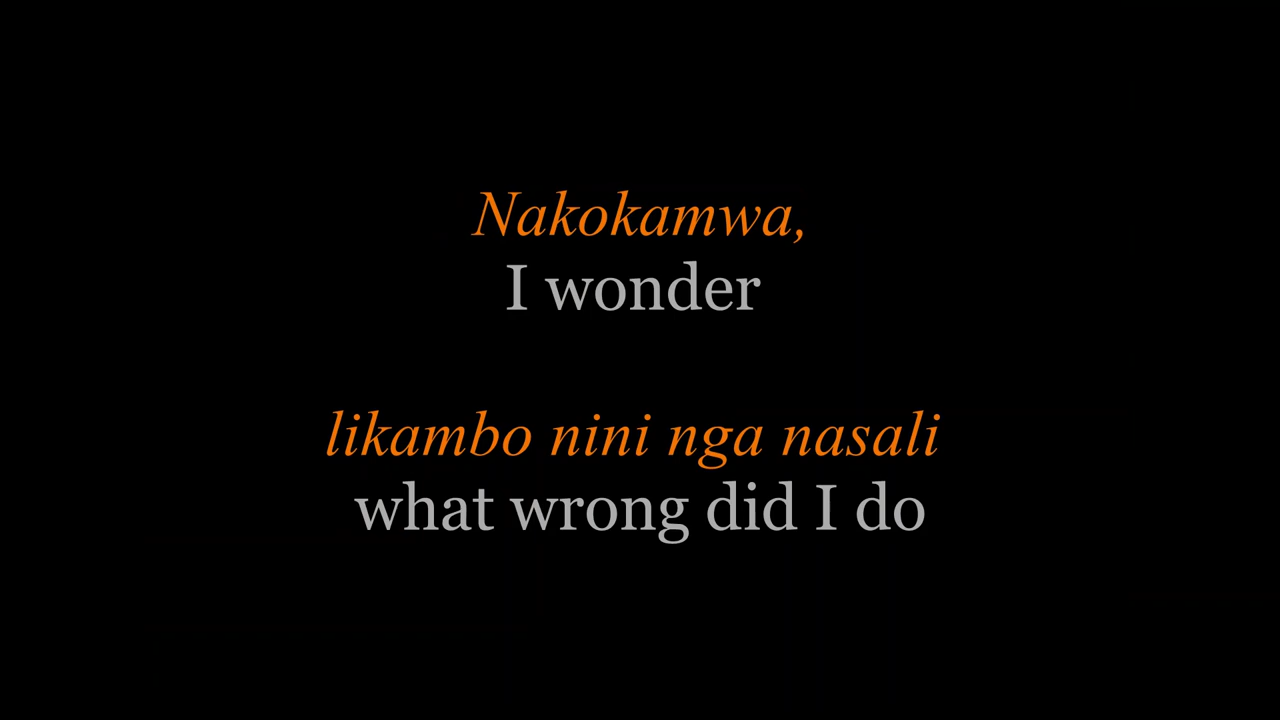 Nakokamwa,
I wonder
likambo nini nga nasali
what wrong did I do